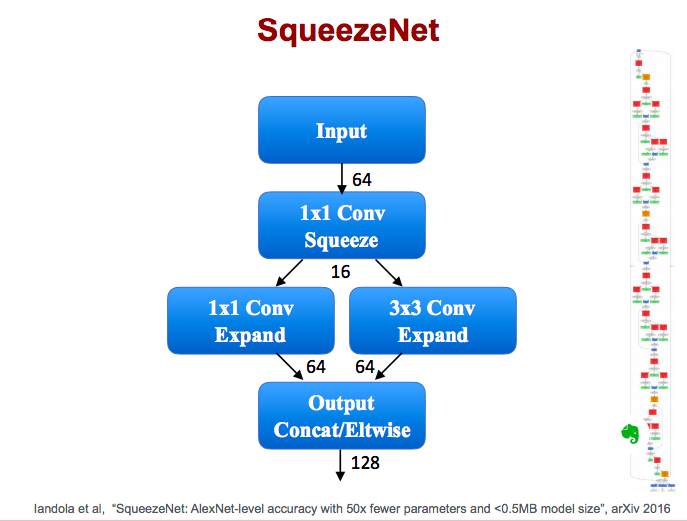 SqueezeNet
Input
64
1x1 Conv
Squeeze
16
1x1 Conv
Expand
3x3 Conv
Expand
64
64
Output
Concat/Eltwise
128
Iandola et al, "SqueezeNet: AlexNet-level accuracy with 50x fewer parameters and <0.5MB model size", arXiv 2016